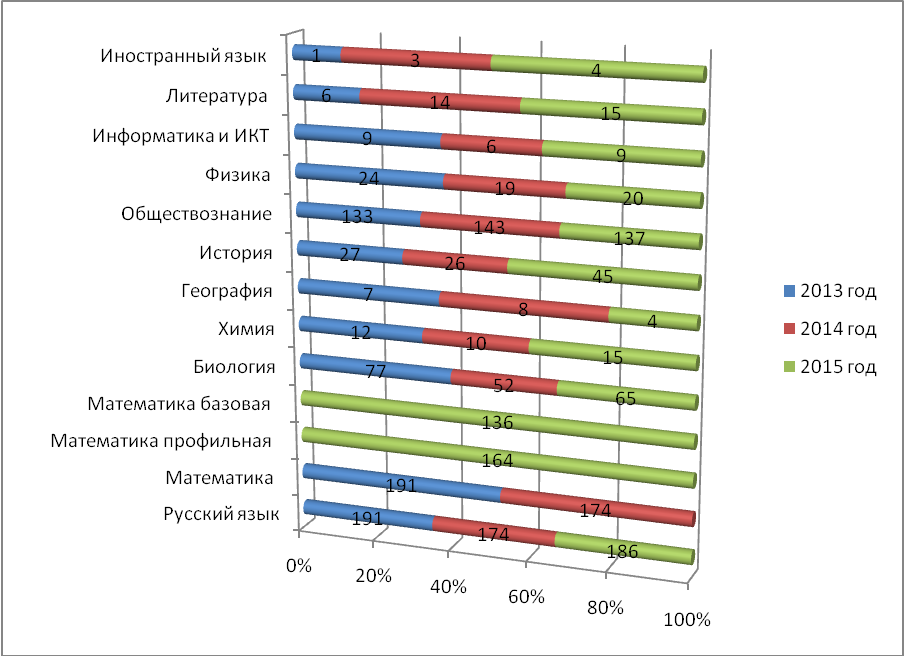 Иностранный язык 1 3 4
Литература 6 14 15
Информатика и ИКТ 9 6 9
Физика 24 19 20
Обществознание 133 143 137
История 27 26 45
География 7 8 4
Химия 12 10 15
Биология 77 52 65
Математика базовая 136
Математика профильная 164
Математика 191 174
Русский язык 191 174 186
0% 20% 40% 60% 80% 100%
2013 год
2014 год
2015 год